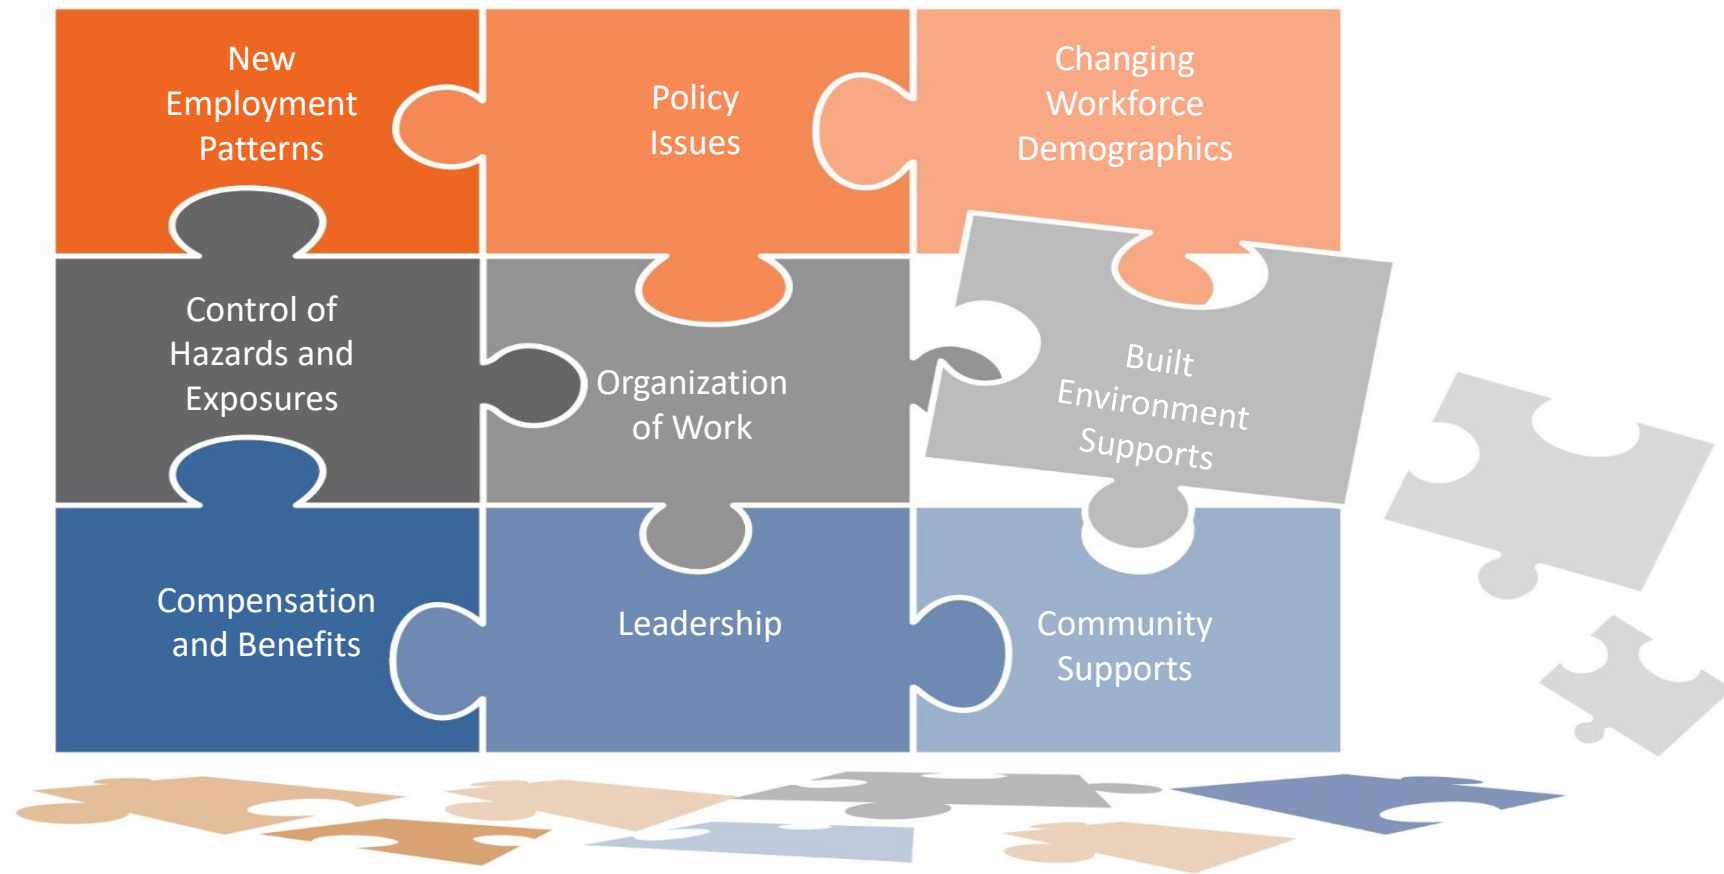 New
Employment
Patterns
Policy
Issues
Changing
Workforce
Demographics
Control of
Hazards and
Exposures
Organization
of Work
Built
Environment
Supports
Compensation
and Benefits
Leadership
Community
Supports